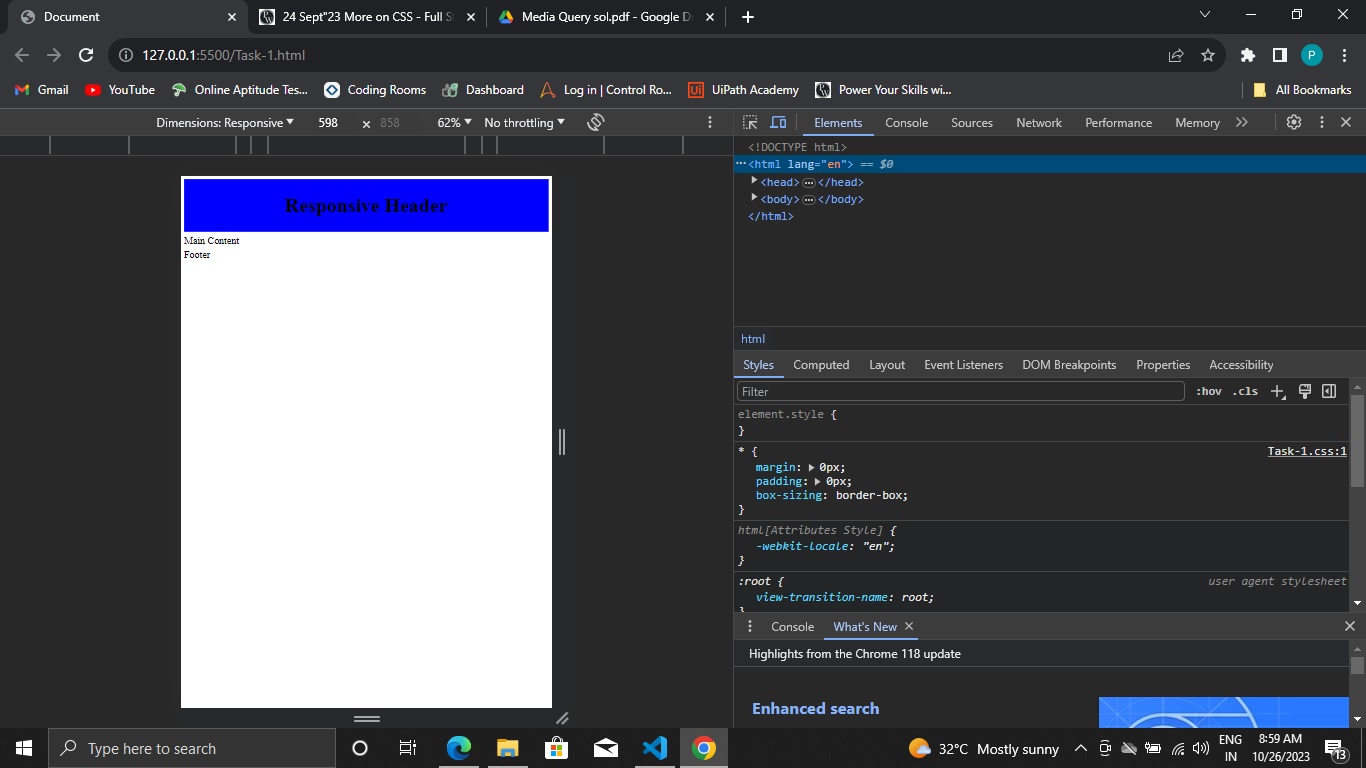 Document
24 Sept"23 More on CSS - Full S
Media Query sol.pdf - Google D
127.0.0.1:5500/Task-1.html
P
Gmail
YouTube
Online Aptitude Tes...
Coding Rooms
Dashboard
Log in | Control Ro...
UiPath Academy
Power Your Skills wi...
All Bookmarks
Dimensions: Responsive 598 × 858 62% No throttling
Elements Console Sources Network Performance Memory
<!DOCTYPE html>
<html lang="en"> == $0
<head> </head>
<body> </body>
</html>
Responsive Header
Main Content
Footer
html
Styles Computed Layout Event Listeners DOM Breakpoints Properties Accessibility
Filter :hov .cls
element.style {
}
* { Task-1.css:1
margin: 0px;
padding: 0px;
box-sizing: border-box;
}
html[Attributes Style] {
-webkit-locale: "en";
}
:root { user agent stylesheet
view-transition-name: root;
}
Console What's New
Highlights from the Chrome 118 update
Enhanced search
Type here to search
32°C Mostly sunny
ENG
IN
8:59 AM
10/26/2023
13